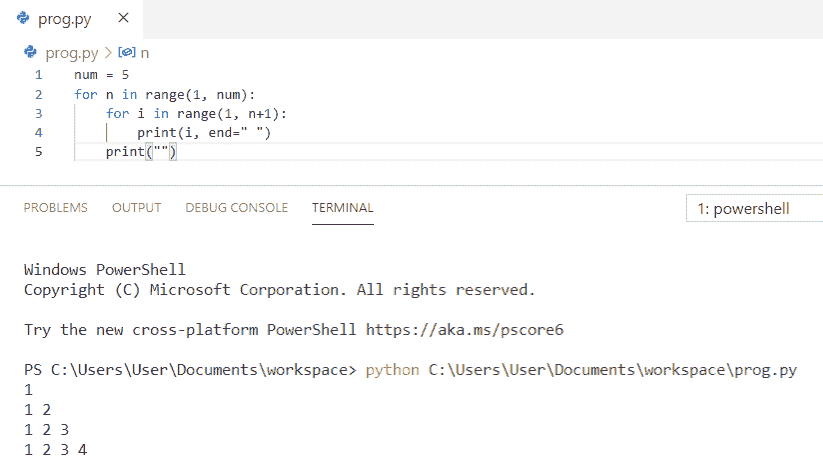 prog.py ×
prog.py > n
1 num = 5
2 for n in range(1, num):
3     for i in range(1, n+1):
4         print(i, end=" ")
5     print("")
PROBLEMS OUTPUT DEBUG CONSOLE TERMINAL 1: powershell
Windows PowerShell
Copyright (C) Microsoft Corporation. All rights reserved.
Try the new cross-platform PowerShell https://aka.ms/pscore6
PS C:\Users\User\Documents\workspace> python C:\Users\User\Documents\workspace\prog.py
1
1 2
1 2 3
1 2 3 4